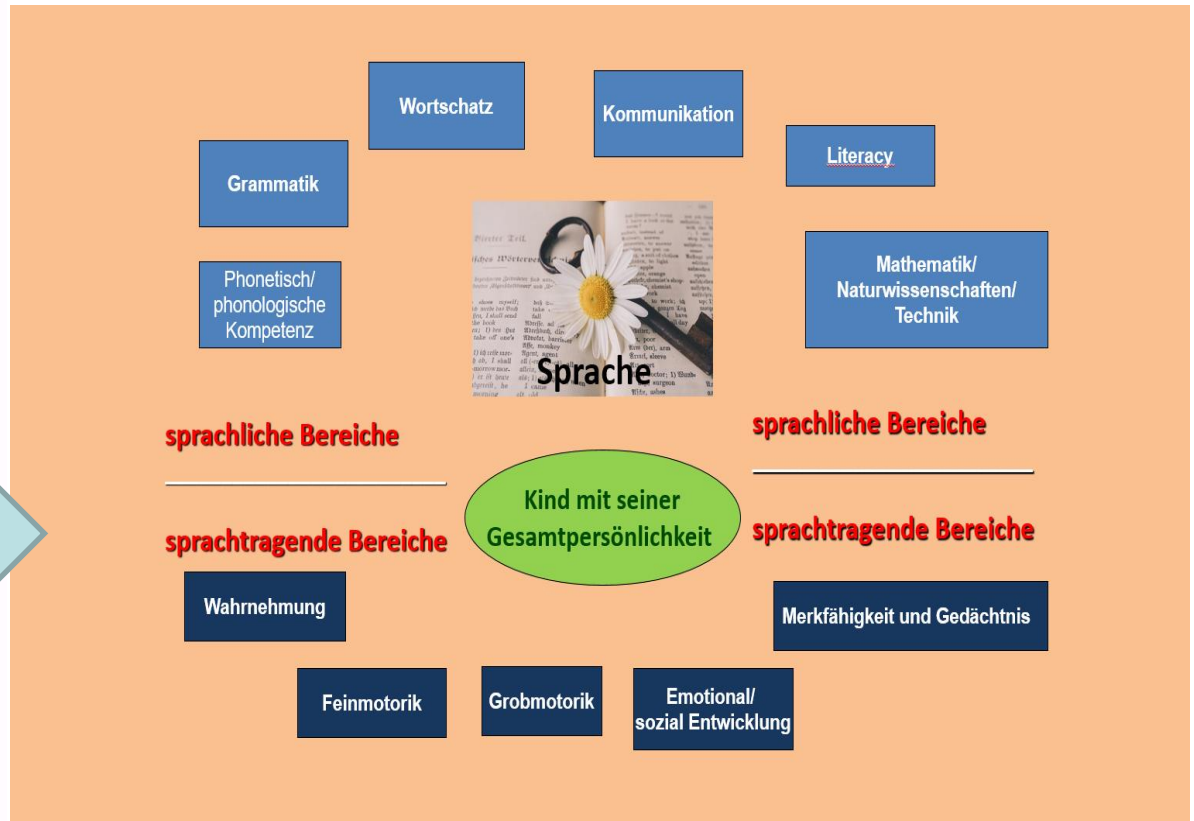 Wortschatz
Kommunikation
Literacy
Grammatik
Mathematik/
Naturwissenschaften/
Technik
Phonetisch/
phonologische
Kompetenz
Sprache
sprachliche Bereiche
sprachliche Bereiche
Kind mit seiner
Gesamtpersönlichkeit
sprachtragende Bereiche
sprachtragende Bereiche
Wahrnehmung
Merkfähigkeit und Gedächtnis
Feinmotorik
Grobmotorik
Emotional/
sozial Entwicklung